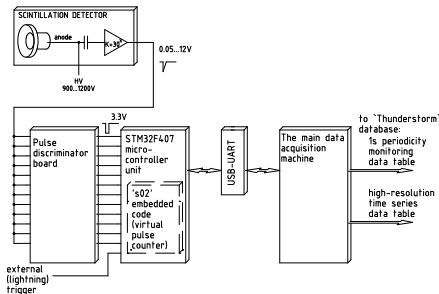 SCINTILLATION DETECTOR
anode
K=30*
HV
900...1200V
0.05...12V
3.3V
Pulse
discriminator
board
STM32F407
micro-
controller
unit
's02'
embedded
code
(virtual
pulse
counter)
USB-UART
The main data
acquisition
machine
to `Thunderstorm`
database:
1s periodicity
monitoring
data table
high-resolution
time series
data table
external
(lightning)
trigger